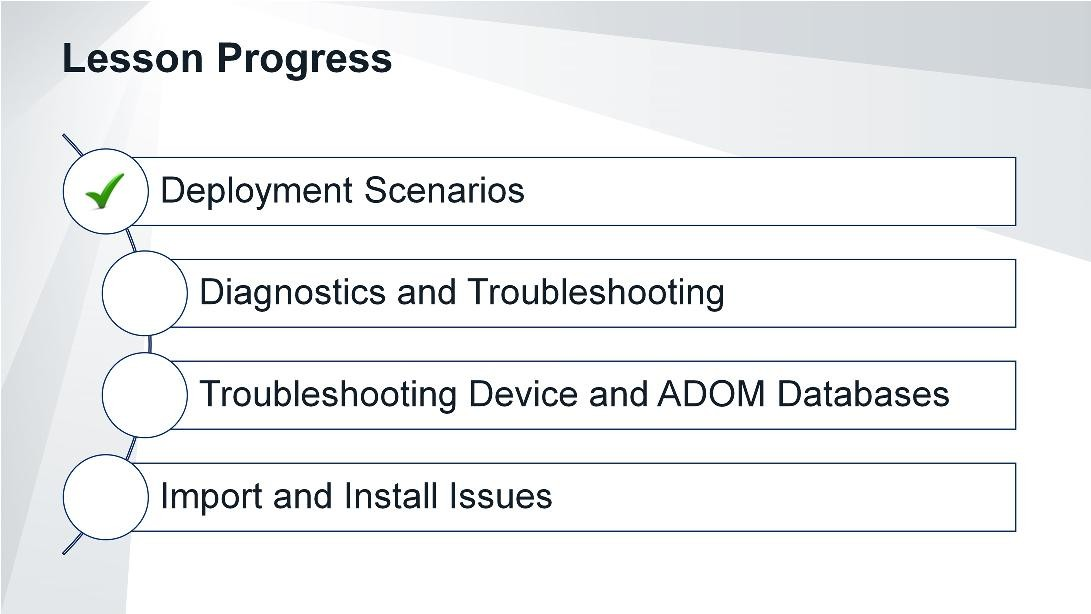 Lesson Progress
Deployment Scenarios
Diagnostics and Troubleshooting
Troubleshooting Device and ADOM Databases
Import and Install Issues